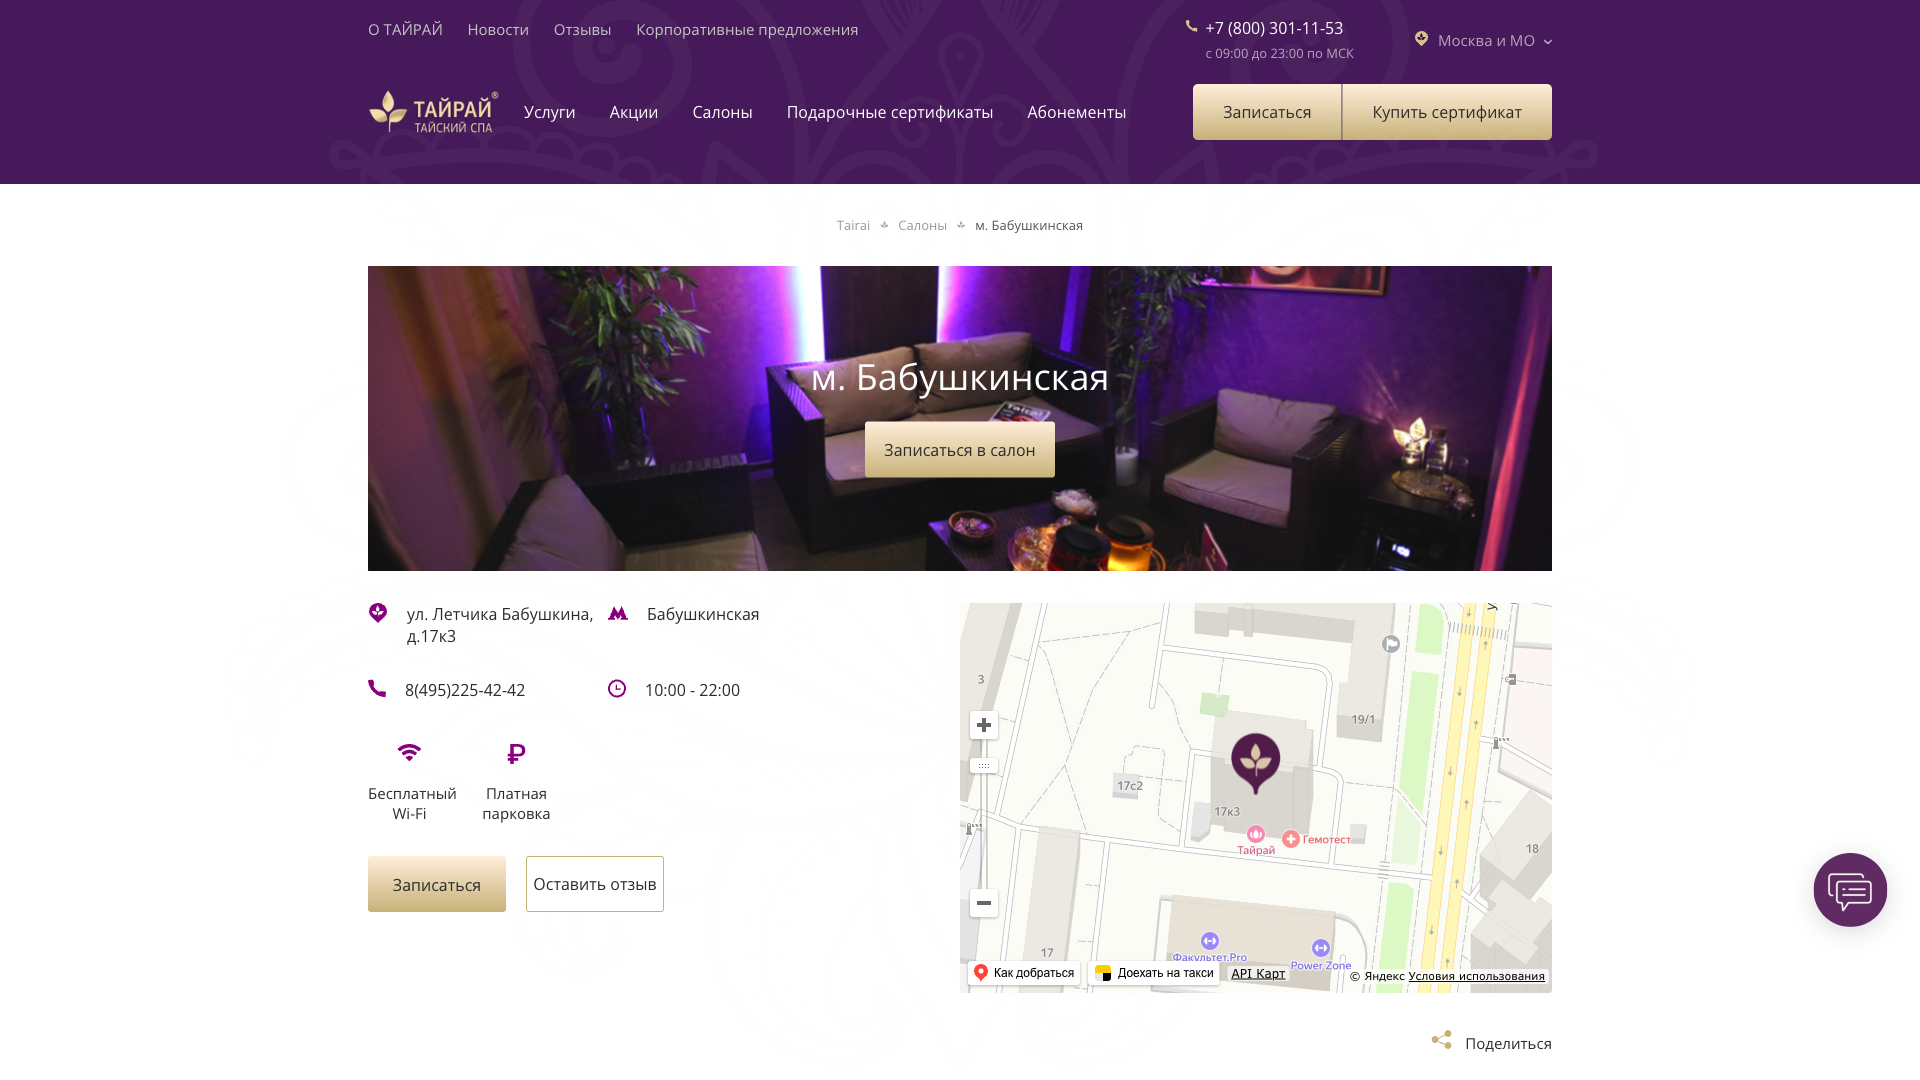 О ТАЙРАЙ
Новости
Отзывы
Корпоративные предложения
+7 (800) 301-11-53
с 09:00 до 23:00 по МСК
Москва и МО
ТАЙРАЙ®
ТАЙСКИЙ СПА
Услуги
Акции
Салоны
Подарочные сертификаты
Абонементы
Записаться
Купить сертификат
Tairai
Салоны
м. Бабушкинская
м. Бабушкинская
Записаться в салон
ул. Летчика Бабушкина,
д.17к3
Бабушкинская
8(495)225-42-42
10:00 - 22:00
Бесплатный
Wi-Fi
Платная
парковка
Записаться
Оставить отзыв
3
19/1
17с2
17к3
Тайрай
Гемотест
18
17
Факультет.Pro
Power Zone
Как добраться
Доехать на такси
API Карт
© Яндекс Условия использования
Поделиться